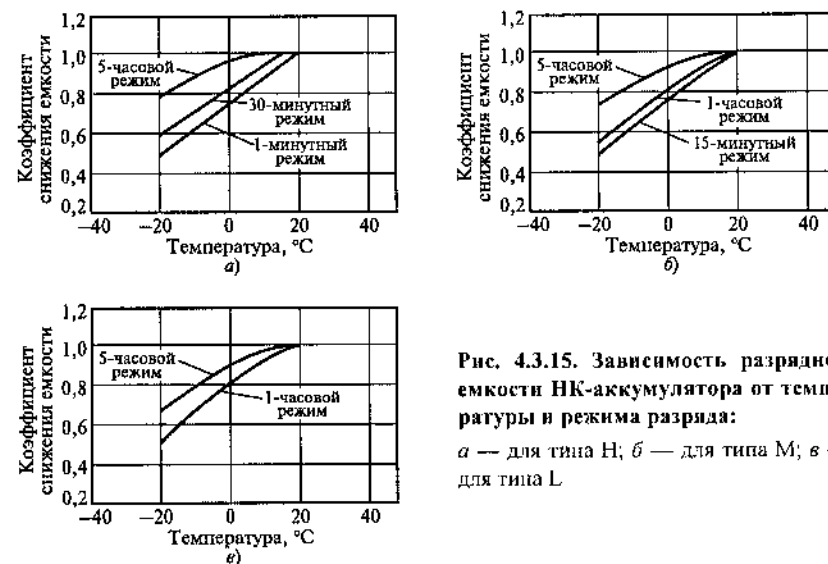 1,2
1,0
0,8
0,6
0,4
0,2
Коэффициент
снижения емкости
5-часовой
режим
30-минутный
режим
1-минутный
режим
−40 −20 0 20 40
Температура, °C
а)
1,2
1,0
0,8
0,6
0,4
0,2
Коэффициент
снижения емкости
5-часовой
режим
1-часовой
режим
15-минутный
режим
−40 −20 0 20 40
Температура, °C
б)
1,2
1,0
0,8
0,6
0,4
0,2
Коэффициент
снижения емкости
5-часовой
режим
1-часовой
режим
−40 −20 0 20 40
Температура, °C
в)
Рис. 4.3.15. Зависимость разрядно
емкости НК-аккумулятора от темп
ратуры и режима разряда:
а — для типа H; б — для типа M; в -
для типа L